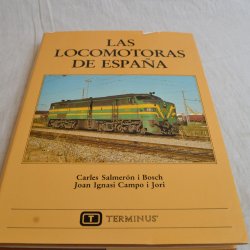 LAS
LOCOMOTORAS
DE ESPAÑA
Carles Salmerón i Bosch
Joan Ignasi Campo i Jori
T TERMINUS